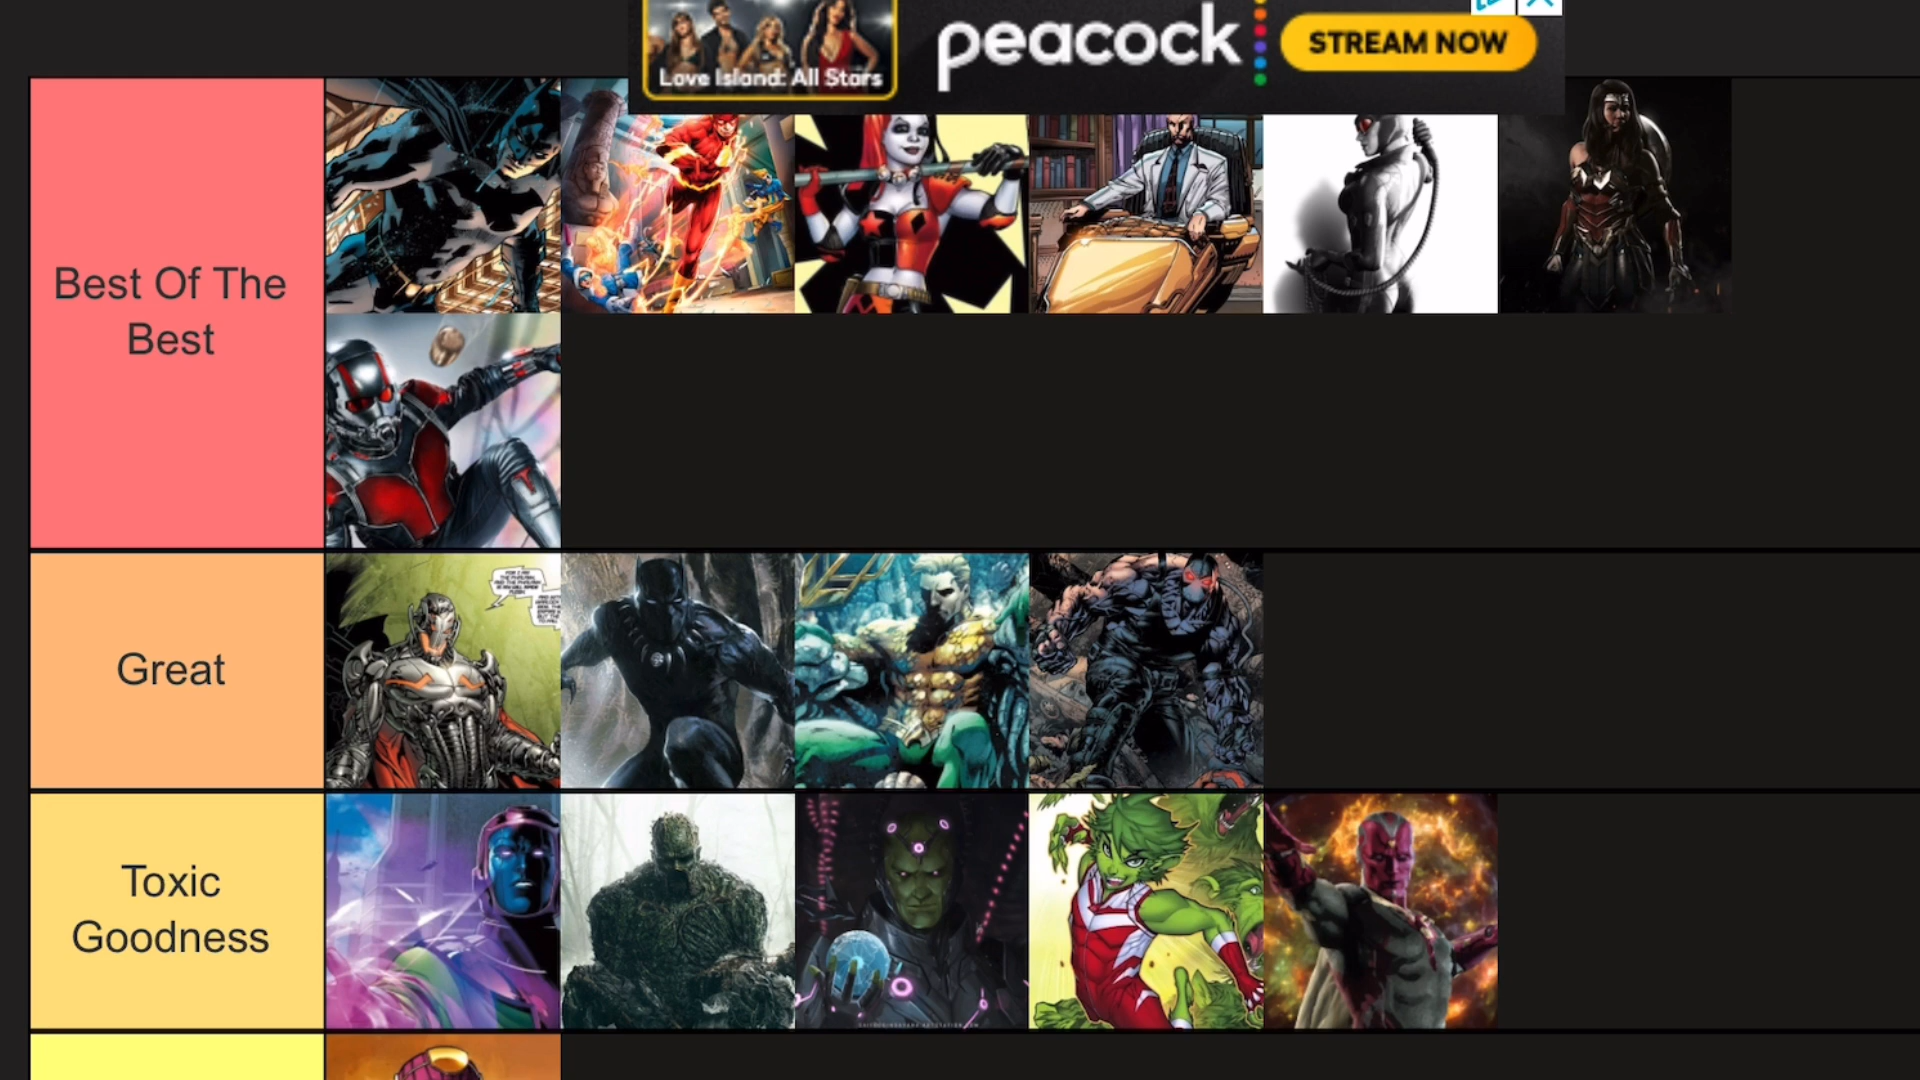 Love Island: All Stars
peacock
STREAM NOW
Best Of The
Best
Great
Toxic
Goodness